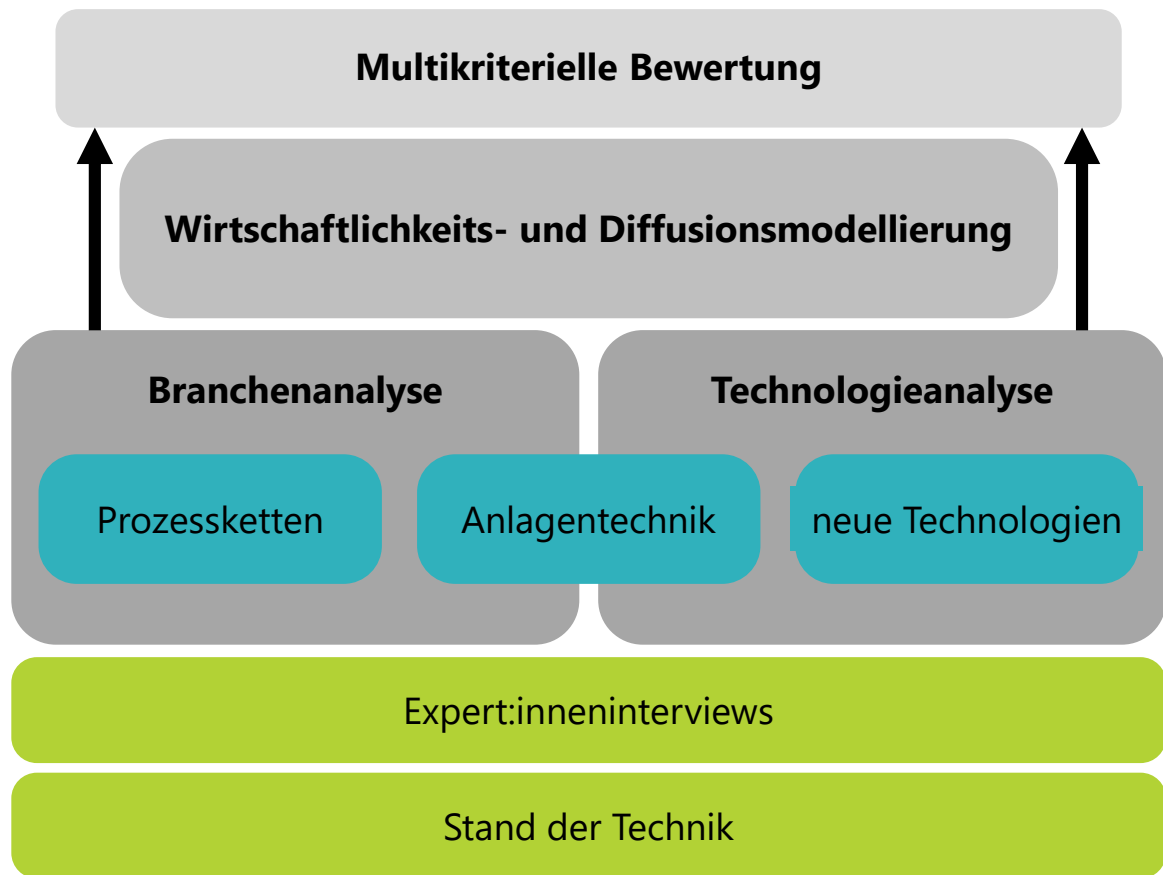 Multikriterielle Bewertung
Wirtschaftlichkeits- und Diffusionsmodellierung
Branchenanalyse
Technologieanalyse
Prozessketten
Anlagentechnik
neue Technologien
Expert:inneninterviews
Stand der Technik